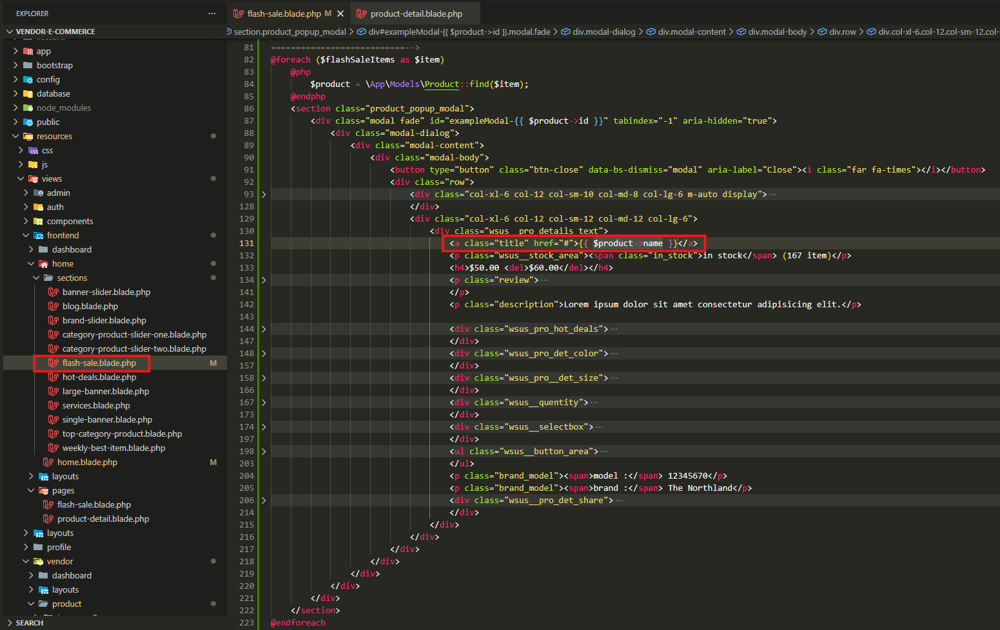 EXPLORER
···
flash-sale.blade.php M
product-detail.blade.php
VENDOR-E-COMMERCE
section.product_popup_modal > div#exampleModal-{{ $product->id }}.modal.fade > div.modal-dialog > div.modal-content > div.modal-body > div.row > div.col-xl-6.col-12.col-sm-12.col-
app
bootstrap
config
database
node_modules
public
resources
css
js
views
admin
auth
components
frontend
dashboard
home
sections
banner-slider.blade.php
blog.blade.php
brand-slider.blade.php
category-product-slider-one.blade.php
category-product-slider-two.blade.php
flash-sale.blade.php M
hot-deals.blade.php
large-banner.blade.php
services.blade.php
single-banner.blade.php
top-category-product.blade.php
weekly-best-item.blade.php
home.blade.php M
layouts
pages
flash-sale.blade.php
product-detail.blade.php
layouts
profile
vendor
dashboard
layouts
product
SEARCH
81 ===========================-->
82 @foreach ($flashSaleItems as $item)
83 @php
84 $product = \App\Models\Product::find($item);
85 @endphp
86 <section class="product_popup_modal">
87 <div class="modal fade" id="exampleModal-{{ $product->id }}" tabindex="-1" aria-hidden="true">
88 <div class="modal-dialog">
89 <div class="modal-content">
90 <div class="modal-body">
91 <button type="button" class="btn-close" data-bs-dismiss="modal" aria-label="Close"><i class="far fa-times"></i></button>
92 <div class="row">
93 <div class="col-xl-6 col-12 col-sm-10 col-md-8 col-lg-6 m-auto display">···
128 </div>
129 <div class="col-xl-6 col-12 col-sm-12 col-md-12 col-lg-6">
130 <div class="wsus__pro_details_text">
131 <a class="title" href="#">{{ $product->name }}</a>
132 <p class="wsus__stock_area"><span class="in_stock">in stock</span> (167 item)</p>
133 <h4>$50.00 <del>$60.00</del></h4>
134 <p class="review">···
141 </p>
142 <p class="description">Lorem ipsum dolor sit amet consectetur adipisicing elit.</p>
143
144 <div class="wsus_pro_hot_deals">···
147 </div>
148 <div class="wsus_pro_det_color">···
157 </div>
158 <div class="wsus_pro__det_size">···
166 </div>
167 <div class="wsus__quentity">···
173 </div>
174 <div class="wsus__selectbox">···
197 </div>
198 <ul class="wsus__button_area">···
203 </ul>
204 <p class="brand_model"><span>model :</span> 12345670</p>
205 <p class="brand_model"><span>brand :</span> The Northland</p>
206 <div class="wsus__pro_det_share">···
214 </div>
215 </div>
216 </div>
217 </div>
218 </div>
219 </div>
220 </div>
221 </div>
222 </section>
223 @endforeach